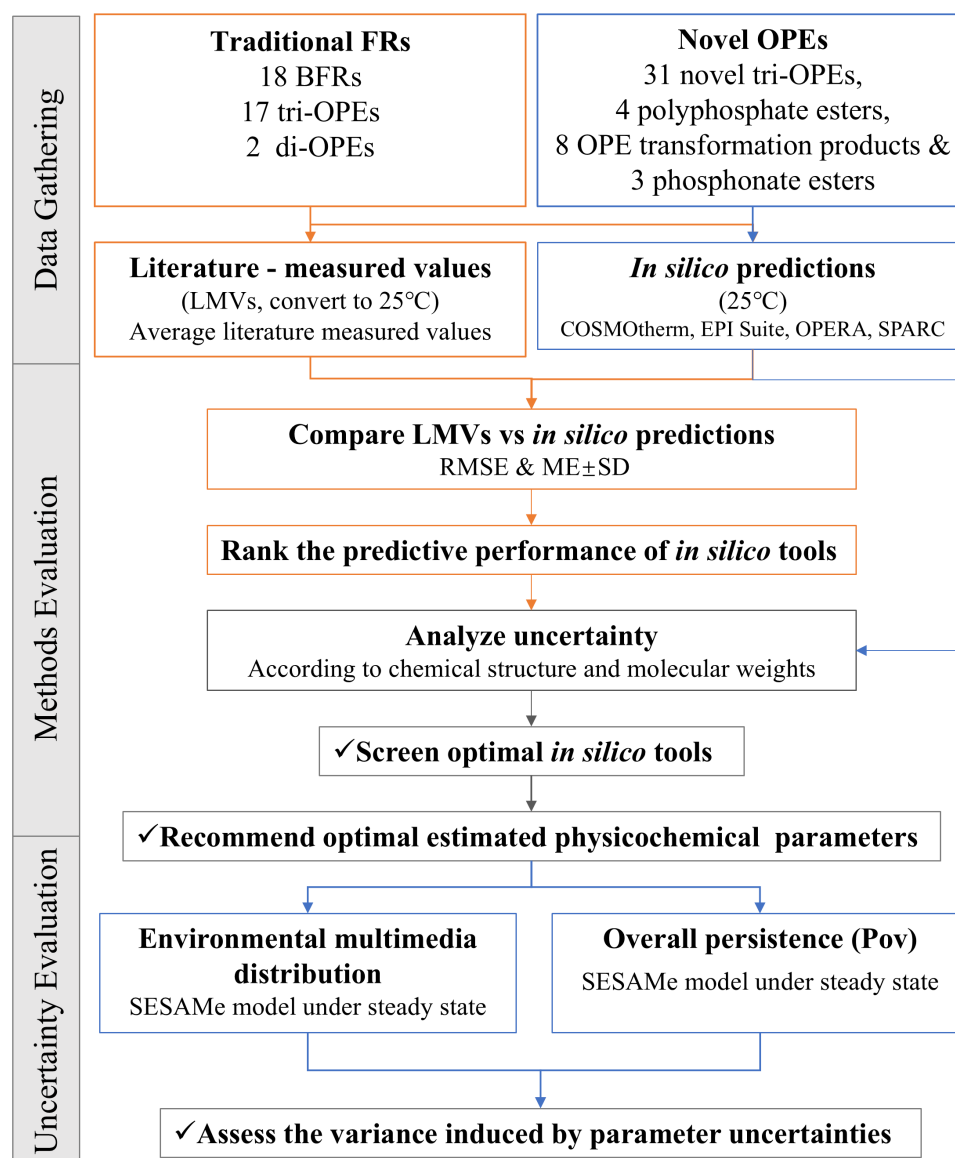 Data Gathering
Traditional FRs
18 BFRs
17 tri-OPEs
2 di-OPEs
Novel OPEs
31 novel tri-OPEs,
4 polyphosphate esters,
8 OPE transformation products &
3 phosphonate esters
Literature - measured values
(LMVs, convert to 25℃)
Average literature measured values
In silico predictions
(25℃)
COSMOtherm, EPI Suite, OPERA, SPARC
Methods Evaluation
Compare LMVs vs in silico predictions
RMSE & ME±SD
Rank the predictive performance of in silico tools
Analyze uncertainty
According to chemical structure and molecular weights
✓Screen optimal in silico tools
✓Recommend optimal estimated physicochemical parameters
Uncertainty Evaluation
Environmental multimedia
distribution
SESAMe model under steady state
Overall persistence (Pov)
SESAMe model under steady state
✓Assess the variance induced by parameter uncertainties